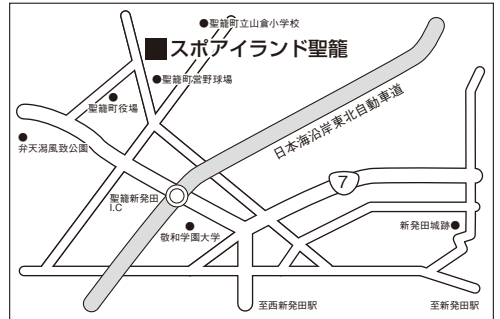 聖籠町立山倉小学校
スポアイランド聖籠
聖籠町営野球場
聖籠町役場
日本海沿岸東北自動車道
弁天潟風致公園
7
聖籠新発田
I.C
新発田城跡
敬和学園大学
至西新発田駅
至新発田駅